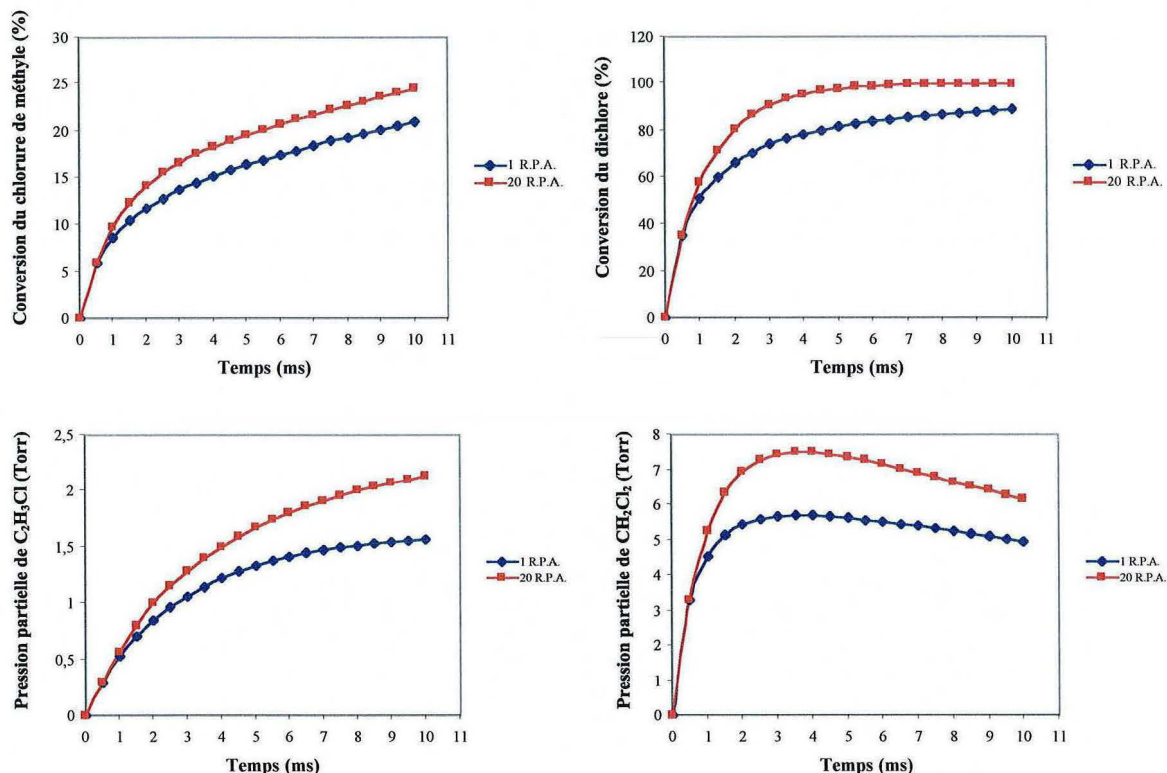 Conversion du chlorure de méthyle (%)
30
25
20
15
10
5
0
0 1 2 3 4 5 6 7 8 9 10 11
Temps (ms)
1 R.P.A.
20 R.P.A.
Conversion du dichlore (%)
120
100
80
60
40
20
0
0 1 2 3 4 5 6 7 8 9 10 11
Temps (ms)
1 R.P.A.
20 R.P.A.
Pression partielle de C₂H₃Cl (Torr)
2,5
2
1,5
1
0,5
0
0 1 2 3 4 5 6 7 8 9 10 11
Temps (ms)
1 R.P.A.
20 R.P.A.
Pression partielle de CH₂Cl₂ (Torr)
8
7
6
5
4
3
2
1
0
0 1 2 3 4 5 6 7 8 9 10 11
Temps (ms)
1 R.P.A.
20 R.P.A.